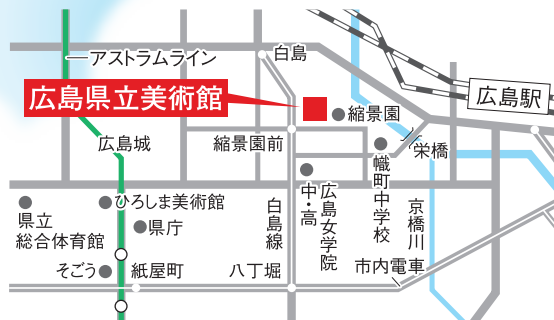 アストラムライン
白島
広島県立美術館
広島駅
縮景園
広島城
縮景園前
栄橋
幟町中学校
広島女学院
中・高
ひろしま美術館
県立
総合体育館
県庁
白島線
京橋川
そごう
紙屋町
八丁堀
市内電車